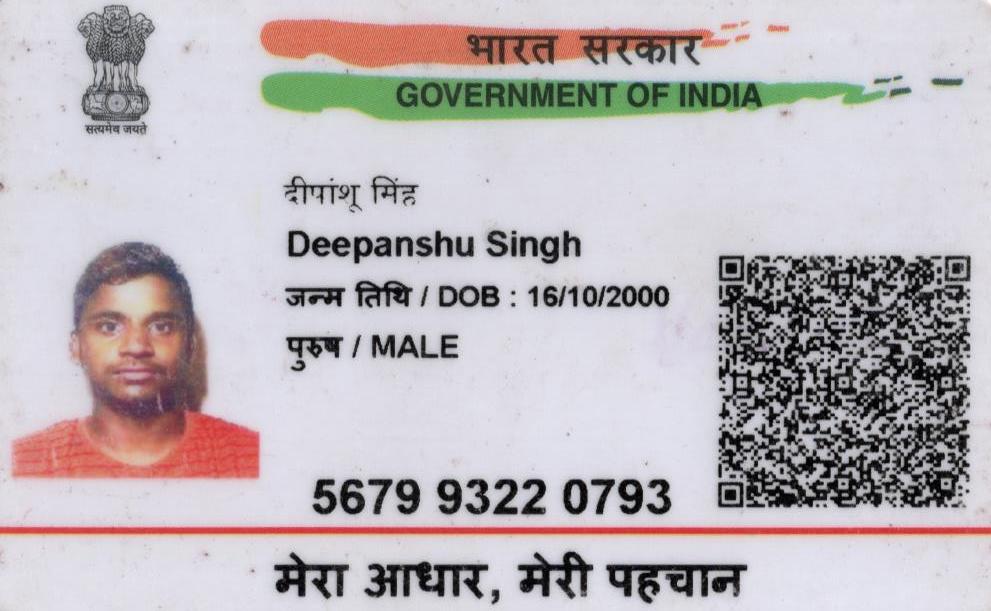 भारत सरकार
GOVERNMENT OF INDIA
सत्यमेव जयते
दीपांशू सिंह
Deepanshu Singh
जन्म तिथि / DOB : 16/10/2000
पुरुष / MALE
5679 9322 0793
मेरा आधार, मेरी पहचान